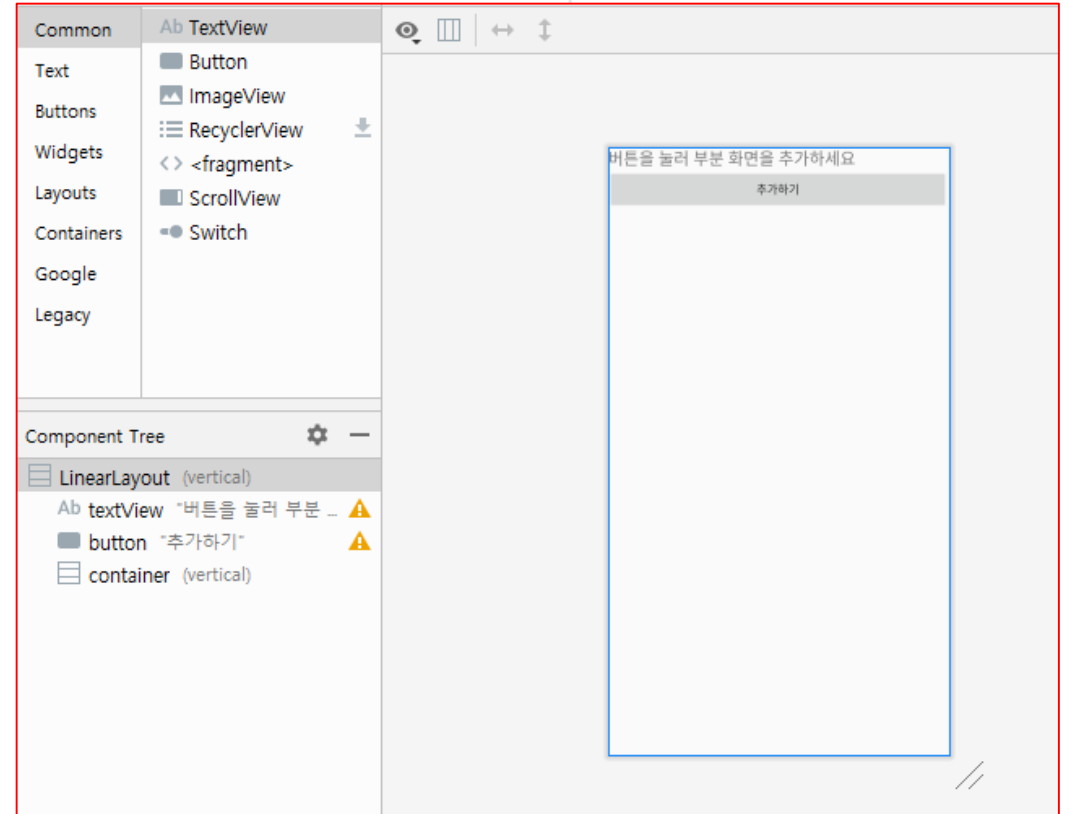 Common
Text
Buttons
Widgets
Layouts
Containers
Google
Legacy
Ab TextView
Button
ImageView
RecyclerView
<> <fragment>
ScrollView
Switch
버튼을 눌러 부분 화면을 추가하세요
추가하기
Component Tree
LinearLayout (vertical)
Ab textView "버튼을 눌러 부분 ...
button "추가하기"
container (vertical)